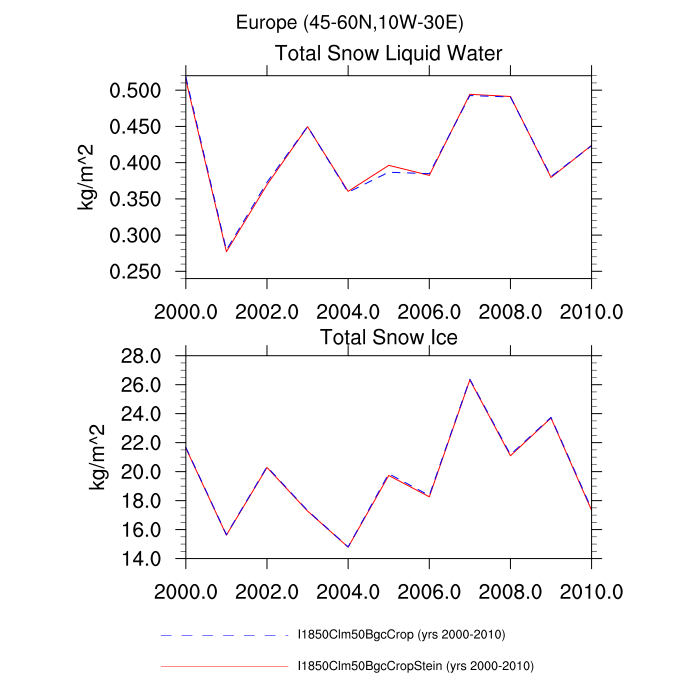 Europe (45-60N,10W-30E)
Total Snow Liquid Water
0.500
0.450
0.400
0.350
0.300
0.250
kg/m^2
2000.0 2002.0 2004.0 2006.0 2008.0 2010.0
Total Snow Ice
28.0
26.0
24.0
22.0
20.0
18.0
16.0
14.0
kg/m^2
2000.0 2002.0 2004.0 2006.0 2008.0 2010.0
I1850Clm50BgcCrop (yrs 2000-2010)
I1850Clm50BgcCropStein (yrs 2000-2010)